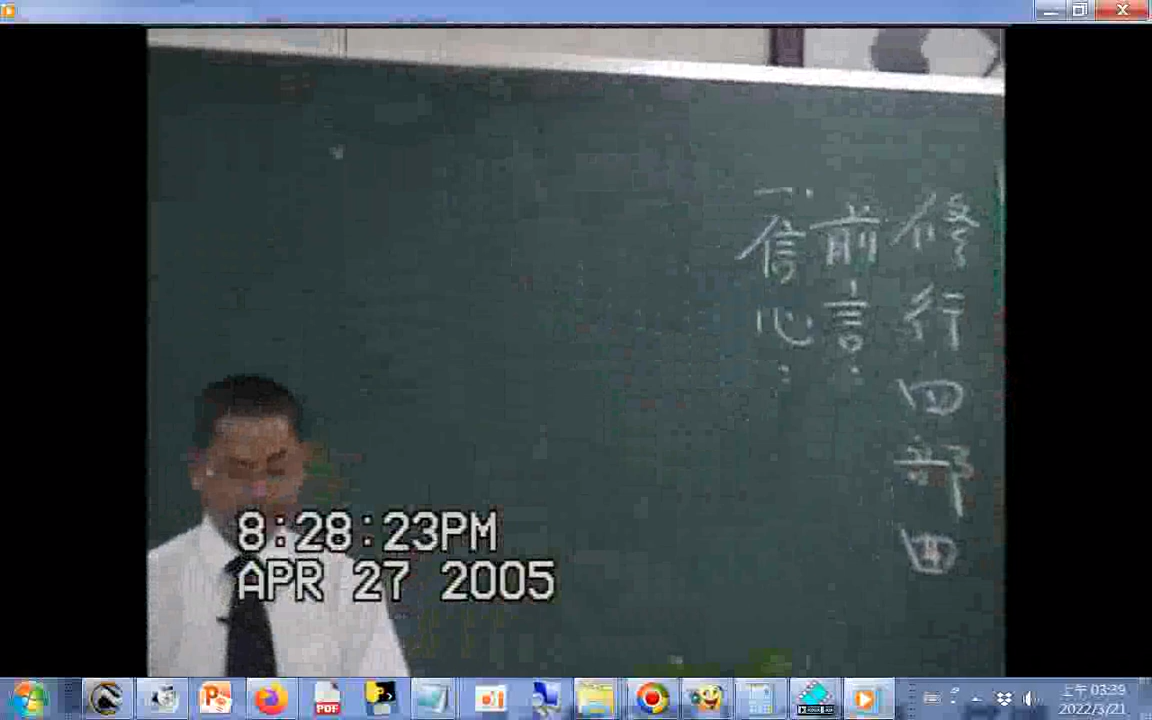 修行四部曲
前言：
一、信心：
8:28:23PM
APR 27 2005
上午 03:39
2022/3/21